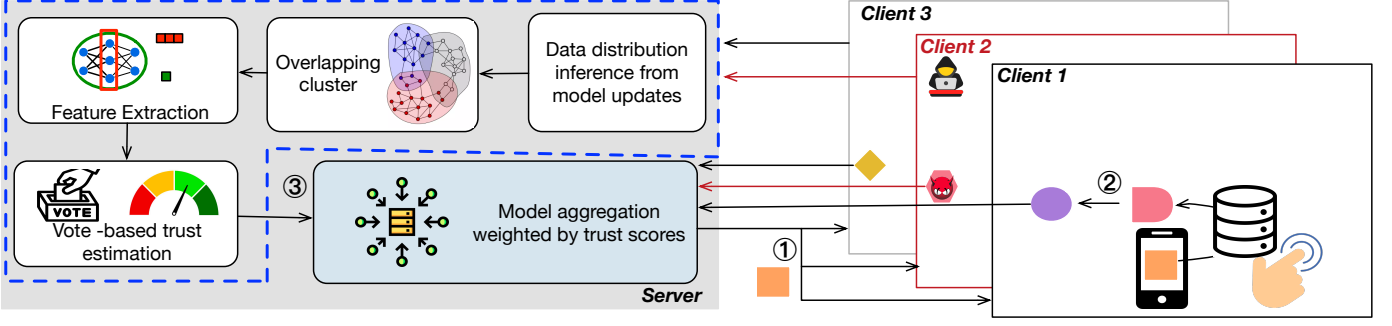 Client 3
Client 2
Client 1
Overlapping
cluster
Data distribution
inference from
model updates
Feature Extraction
VOTE
Vote -based trust
estimation
③
Model aggregation
weighted by trust scores
Server
①
②